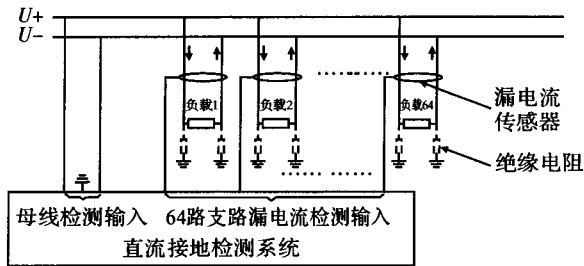 U+
U−
负载1
负载2
负载64
漏电流
传感器
绝缘电阻
母线检测输入 64路支路漏电流检测输入
直流接地检测系统